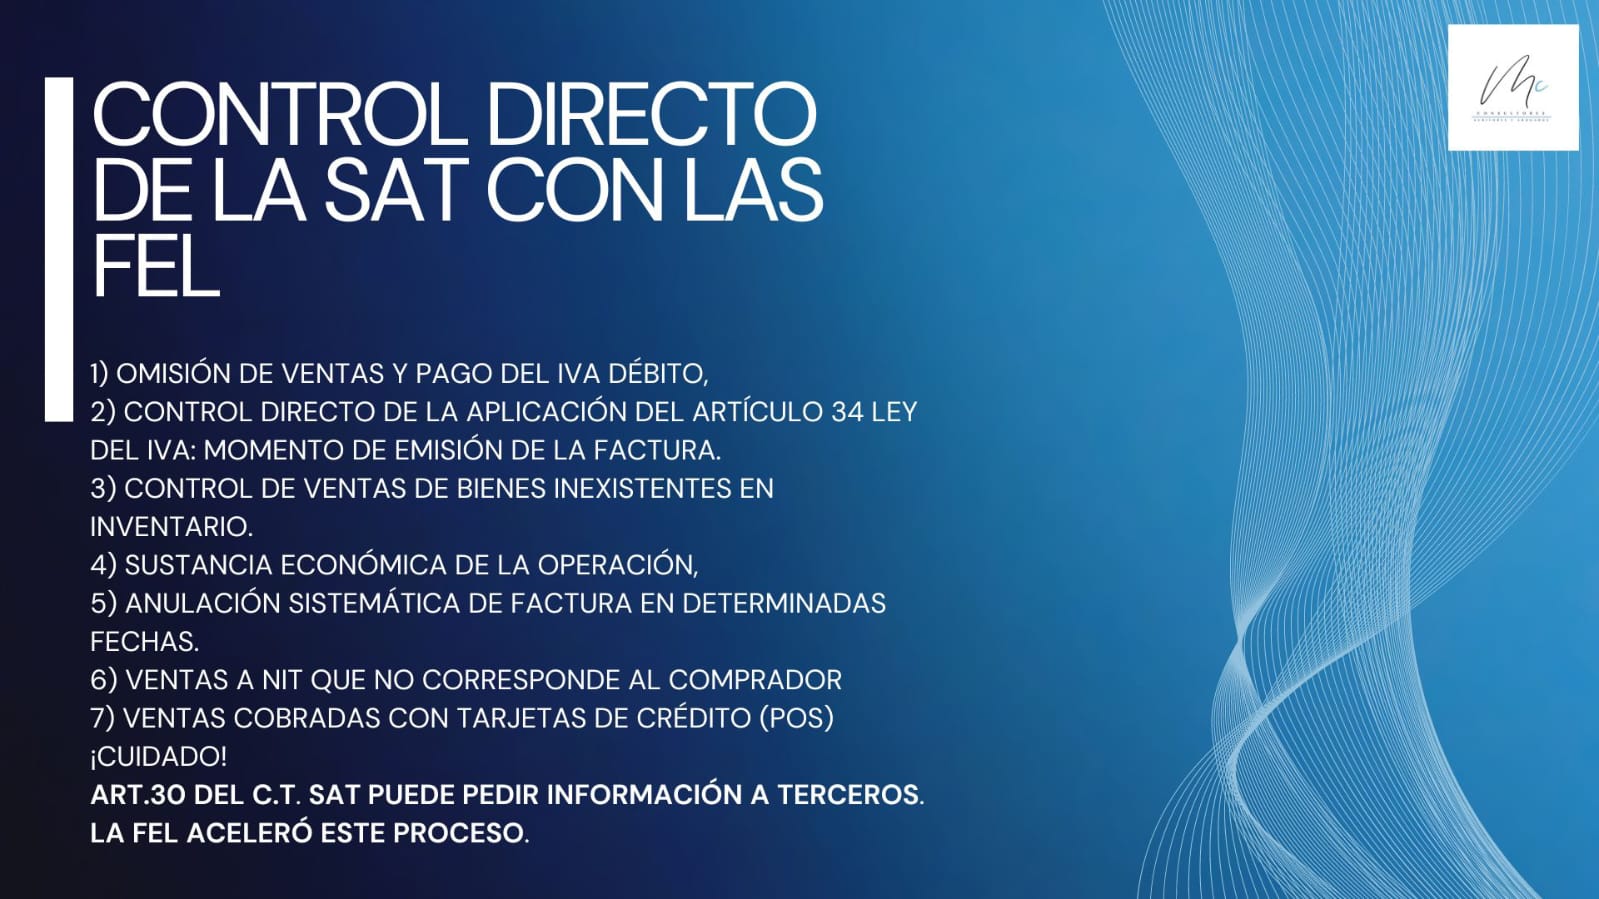 CONTROL DIRECTO
DE LA SAT CON LAS
FEL
Mc
CONSULTORES
AUDITORES Y ABOGADOS
1) OMISIÓN DE VENTAS Y PAGO DEL IVA DÉBITO,
2) CONTROL DIRECTO DE LA APLICACIÓN DEL ARTÍCULO 34 LEY
DEL IVA: MOMENTO DE EMISIÓN DE LA FACTURA.
3) CONTROL DE VENTAS DE BIENES INEXISTENTES EN
INVENTARIO.
4) SUSTANCIA ECONÓMICA DE LA OPERACIÓN,
5) ANULACIÓN SISTEMÁTICA DE FACTURA EN DETERMINADAS
FECHAS.
6) VENTAS A NIT QUE NO CORRESPONDE AL COMPRADOR
7) VENTAS COBRADAS CON TARJETAS DE CRÉDITO (POS)
¡CUIDADO!
ART.30 DEL C.T. SAT PUEDE PEDIR INFORMACIÓN A TERCEROS.
LA FEL ACELERÓ ESTE PROCESO.